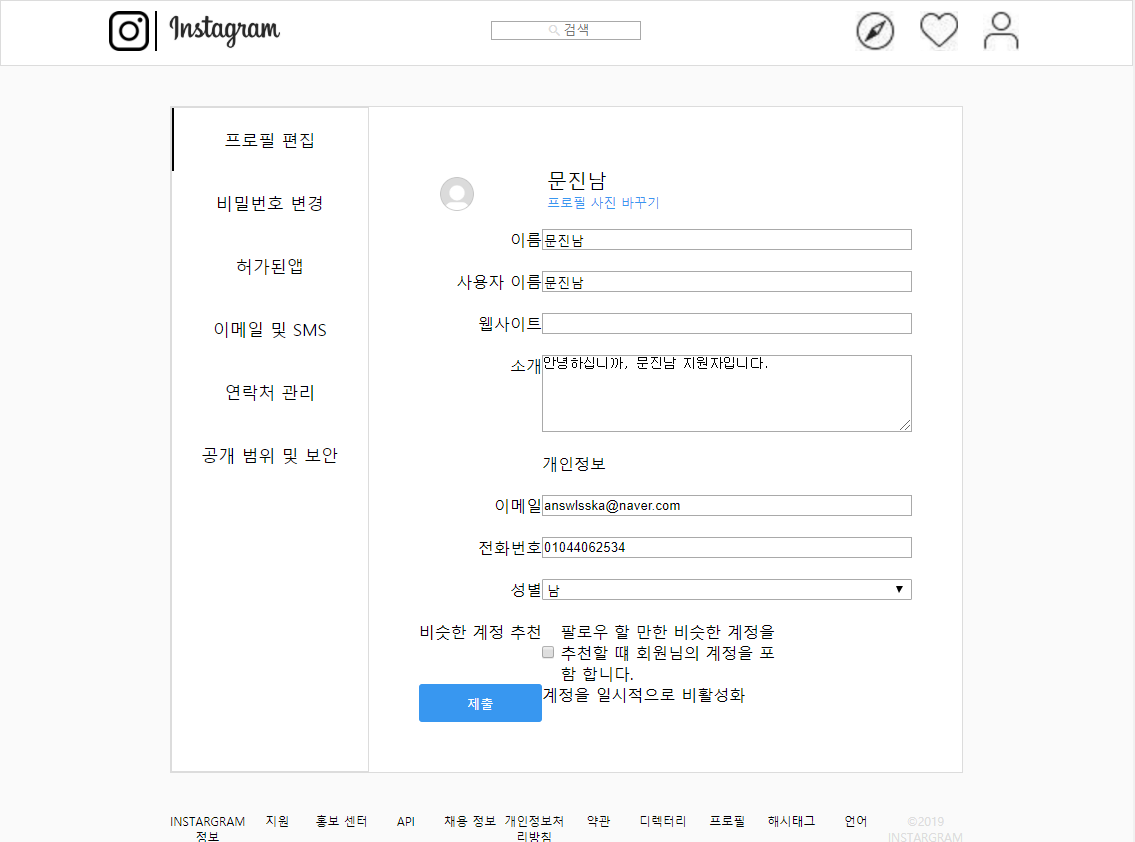 Instagram
검색
프로필 편집
비밀번호 변경
허가된앱
이메일 및 SMS
연락처 관리
공개 범위 및 보안
문진남
프로필 사진 바꾸기
이름 문진남
사용자 이름 문진남
웹사이트
소개 안녕하십니까, 문진남 지원자입니다.
개인정보
이메일 answlsska@naver.com
전화번호 01044062534
성별 남
비슷한 계정 추천 팔로우 할 만한 비슷한 계정을
추천할 떄 회원님의 계정을 포
함 합니다.
제출 계정을 일시적으로 비활성화
INSTARGRAM 지원 홍보 센터 API 채용 정보 개인정보처 약관 디렉터리 프로필 해시태그 언어 ©2019
정보 리방침 INSTARGRAM